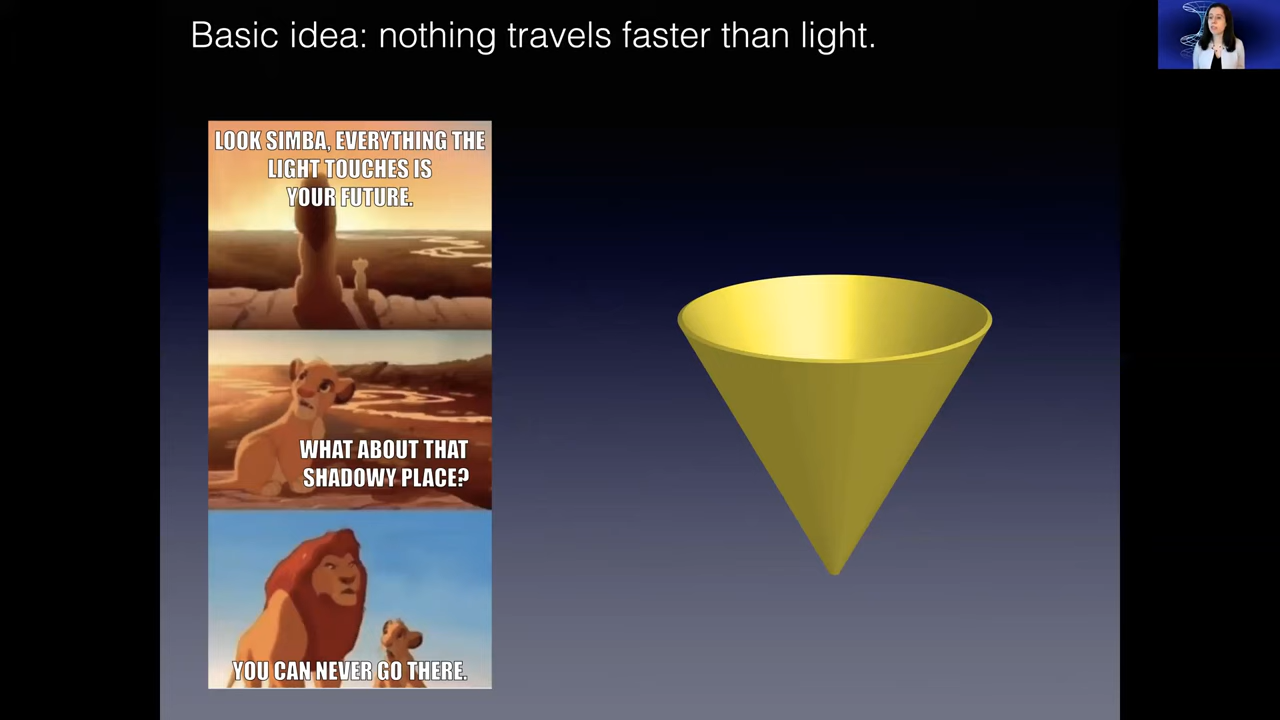 Basic idea: nothing travels faster than light.
LOOK SIMBA, EVERYTHING THE
LIGHT TOUCHES IS
YOUR FUTURE.
WHAT ABOUT THAT
SHADOWY PLACE?
YOU CAN NEVER GO THERE.